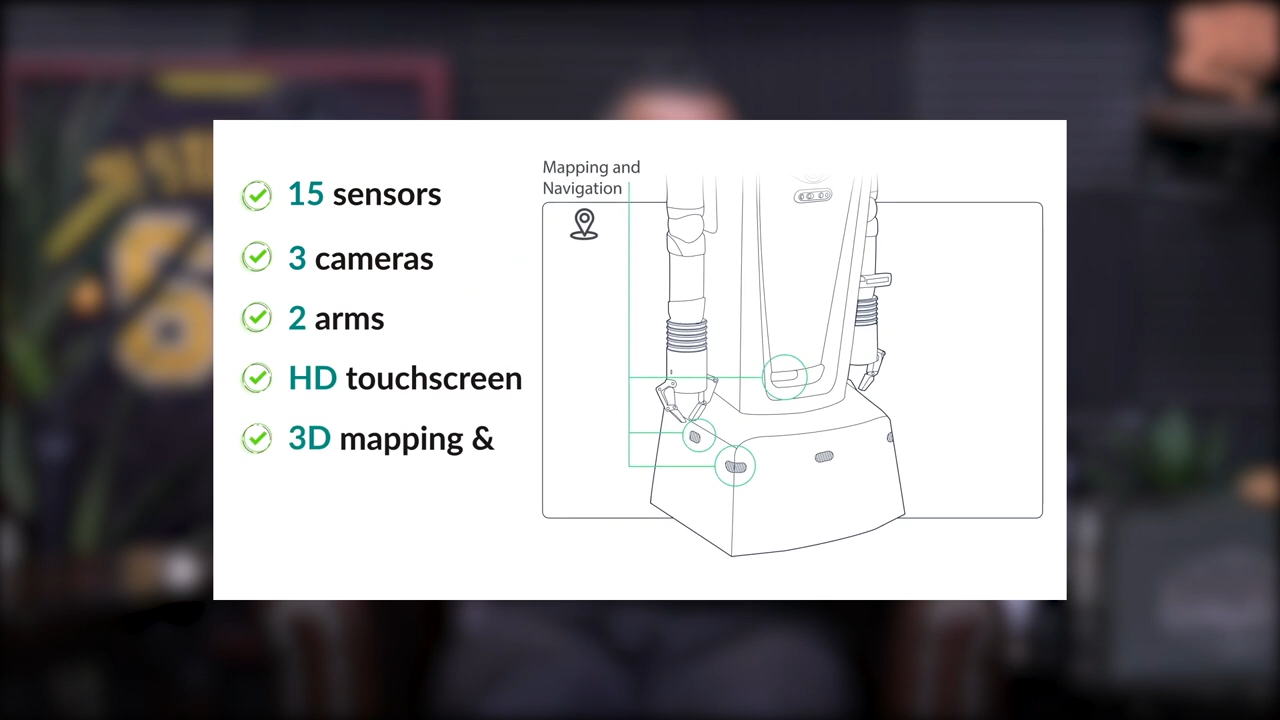 15 sensors
3 cameras
2 arms
HD touchscreen
3D mapping &
Mapping and
Navigation